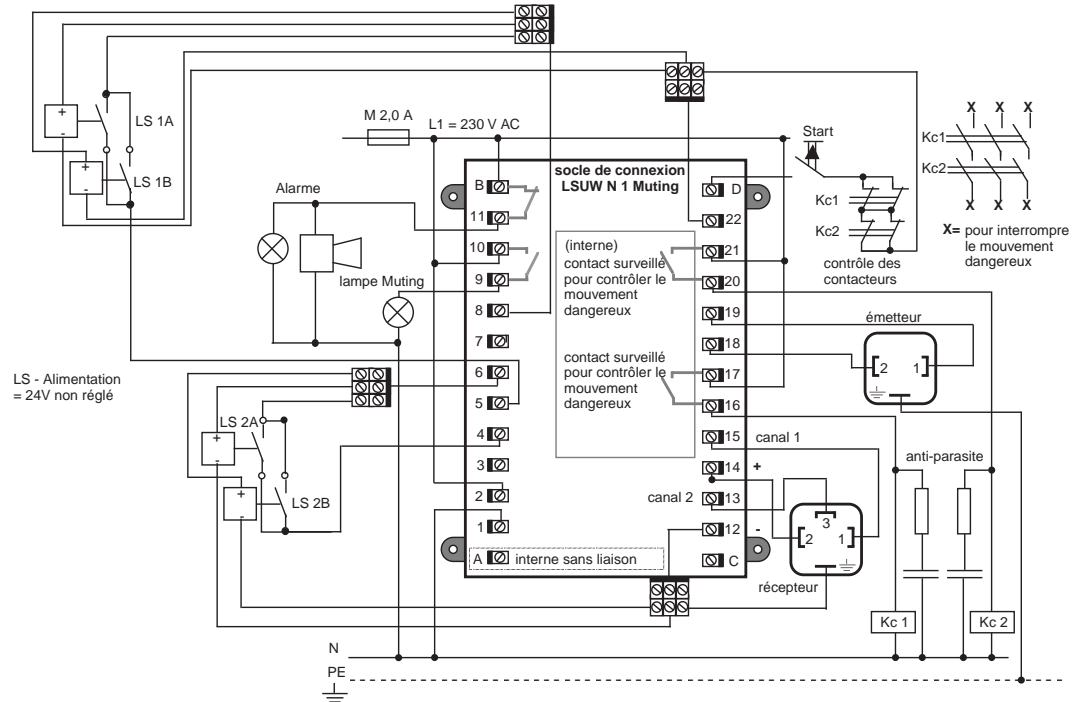 M 2,0 A
L1 = 230 V AC
Start
X X X
Kc1
Kc2
X X X
X= pour interrompre
le mouvement
dangereux
LS 1A
LS 1B
+
-
+
-
socle de connexion
LSUW N 1 Muting
Alarme
lampe Muting
B
11
10
9
8
7
6
5
4
3
2
1
A
interne sans liaison
(interne)
contact surveillé
pour contrôler le
mouvement
dangereux
contact surveillé
pour contrôler le
mouvement
dangereux
D
22
21
20
19
18
17
16
15
14
13
12
C
canal 1
+
canal 2
-
Kc1
Kc2
contrôle des
contacteurs
émetteur
2
1
anti-parasite
3
2
1
récepteur
Kc 1
Kc 2
LS - Alimentation
= 24V non réglé
LS 2A
LS 2B
+
-
+
-
N
PE